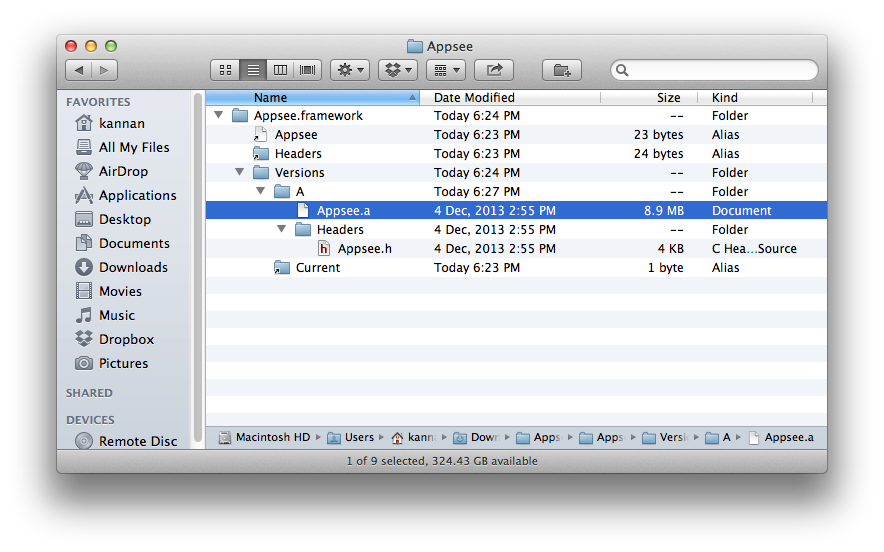 Appsee
FAVORITES
kannan
All My Files
AirDrop
Applications
Desktop
Documents
Downloads
Movies
Music
Dropbox
Pictures
SHARED
DEVICES
Remote Disc
Name Date Modified Size Kind
Appsee.framework Today 6:24 PM -- Folder
Appsee Today 6:23 PM 23 bytes Alias
Headers Today 6:23 PM 24 bytes Alias
Versions Today 6:24 PM -- Folder
A Today 6:27 PM -- Folder
Appsee.a 4 Dec, 2013 2:55 PM 8.9 MB Document
Headers 4 Dec, 2013 2:55 PM -- Folder
Appsee.h 4 Dec, 2013 2:55 PM 4 KB C Hea...Source
Current Today 6:23 PM 1 byte Alias
Macintosh HD Users kanna Down Apps Apps Versi A Appsee.a
1 of 9 selected, 324.43 GB available